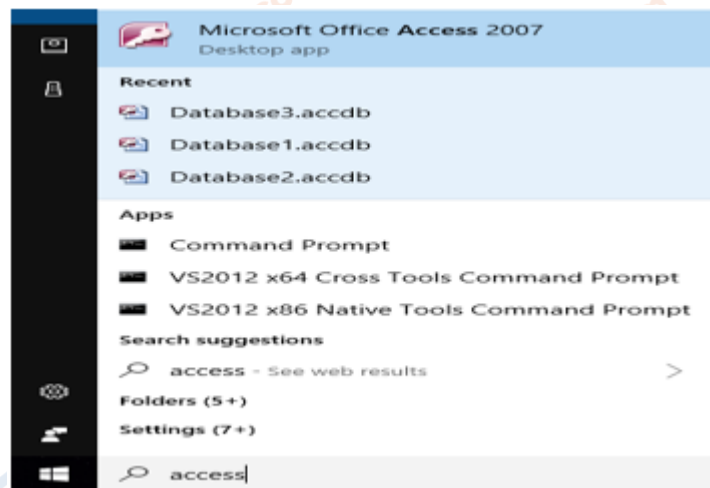 Microsoft Office Access 2007
Desktop app
Recent
Database3.accdb
Database1.accdb
Database2.accdb
Apps
Command Prompt
VS2012 x64 Cross Tools Command Prompt
VS2012 x86 Native Tools Command Prompt
Search suggestions
access - See web results
Folders (5+)
Settings (7+)
access